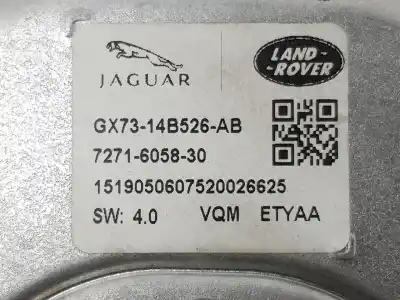 JAGUAR
LAND-
-ROVER
GX73-14B526-AB
7271-6058-30
1519050607520026625
SW: 4.0 VQM ETYAA